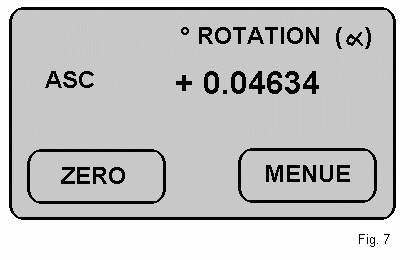 ° ROTATION (∝)
ASC + 0.04634
ZERO MENUE
Fig. 7